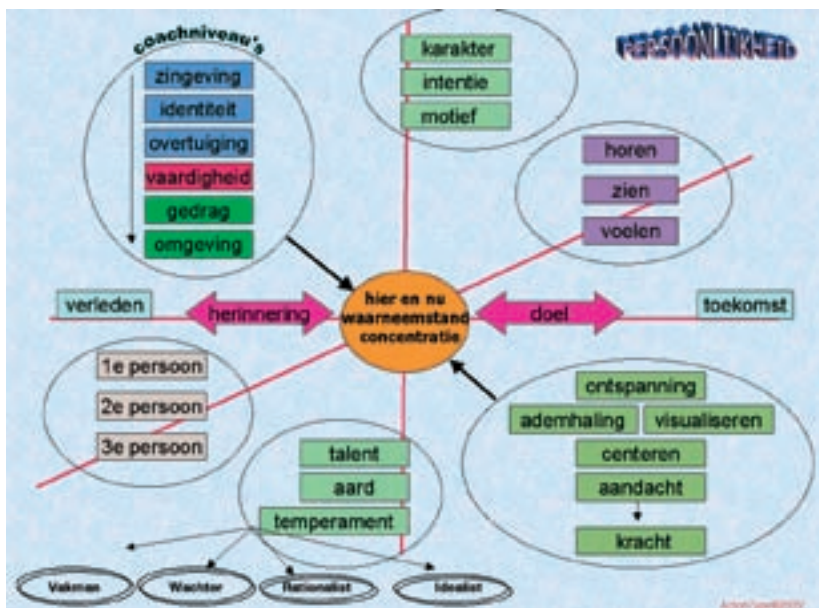 coachniveau's
zingeving
identiteit
overtuiging
vaardigheid
gedrag
omgeving
karakter
intentie
motief
PERSOONLIJKHEID
horen
zien
voelen
verleden
herinnering
hier en nu
waarneemstand
concentratie
doel
toekomst
1e persoon
2e persoon
3e persoon
talent
aard
temperament
ontspanning
ademhaling
visualiseren
centeren
aandacht
kracht
Vakman
Wachter
Rationalist
Idealist